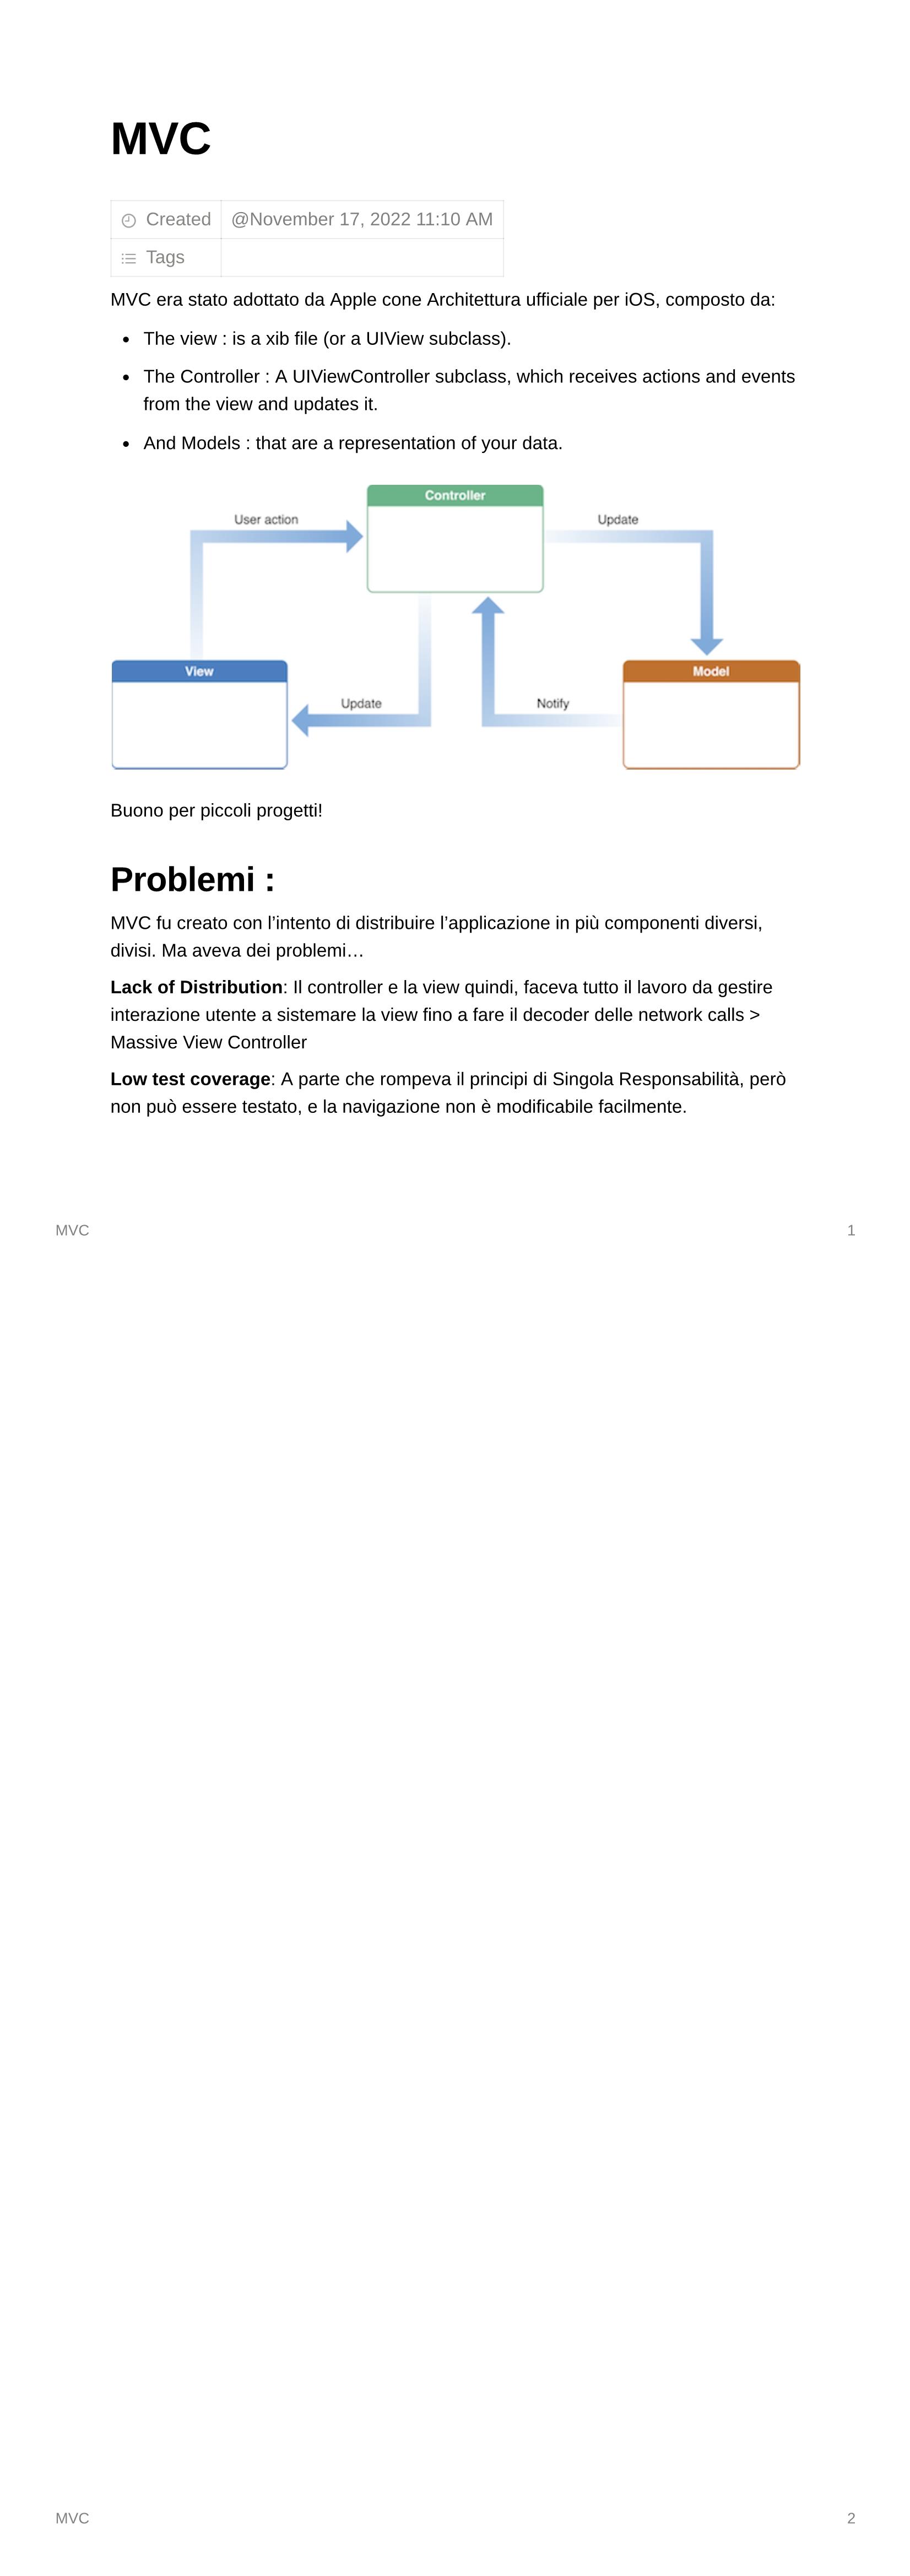 MVC
Created @November 17, 2022 11:10 AM
Tags
MVC era stato adottato da Apple cone Architettura ufficiale per iOS, composto da:
• The view : is a xib file (or a UIView subclass).
• The Controller : A UIViewController subclass, which receives actions and events
from the view and updates it.
• And Models : that are a representation of your data.
Controller
User action
Update
View
Model
Update
Notify
Buono per piccoli progetti!
Problemi :
MVC fu creato con l’intento di distribuire l’applicazione in più componenti diversi,
divisi. Ma aveva dei problemi…
Lack of Distribution: Il controller e la view quindi, faceva tutto il lavoro da gestire
interazione utente a sistemare la view fino a fare il decoder delle network calls >
Massive View Controller
Low test coverage: A parte che rompeva il principi di Singola Responsabilità, però
non può essere testato, e la navigazione non è modificabile facilmente.
MVC 1
MVC 2